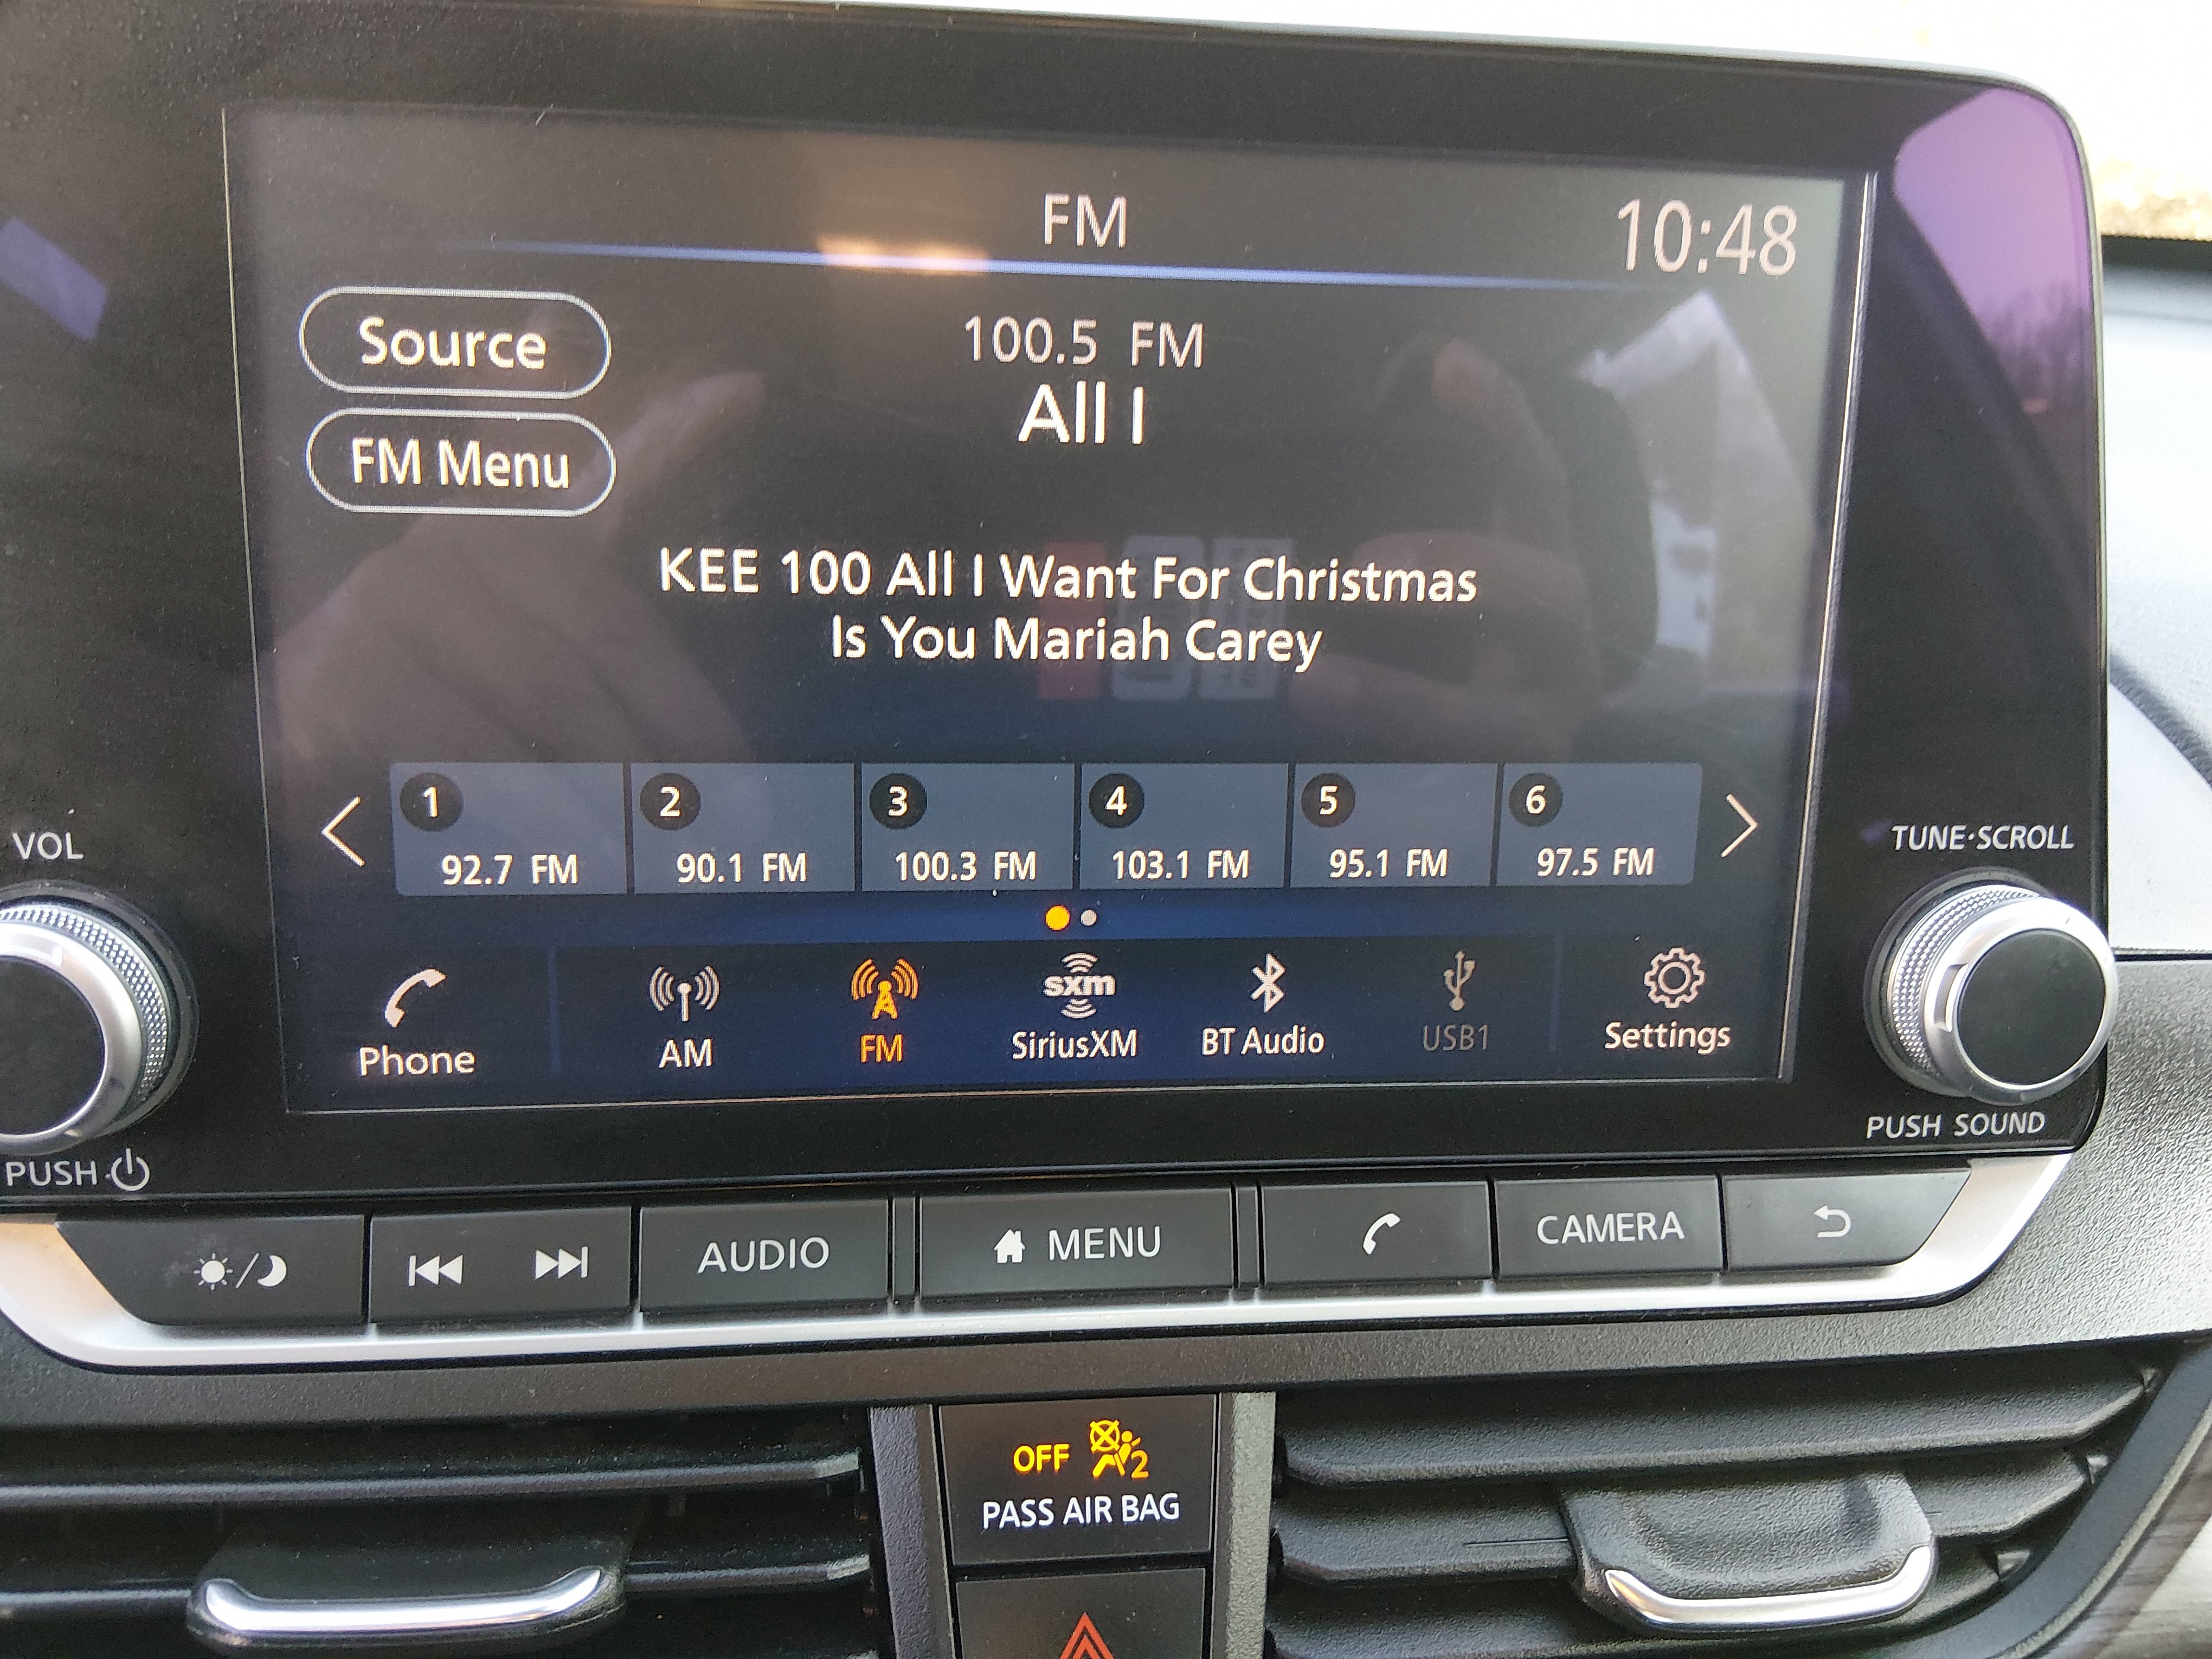 FM
10:48
Source
100.5 FM
All I
FM Menu
KEE 100 All I Want For Christmas
Is You Mariah Carey
1
2
3
4
5
6
92.7 FM
90.1 FM
100.3 FM
103.1 FM
95.1 FM
97.5 FM
VOL
TUNE·SCROLL
sxm
Phone
AM
FM
SiriusXM
BT Audio
USB1
Settings
PUSH
PUSH SOUND
AUDIO
MENU
CAMERA
OFF 2
PASS AIR BAG